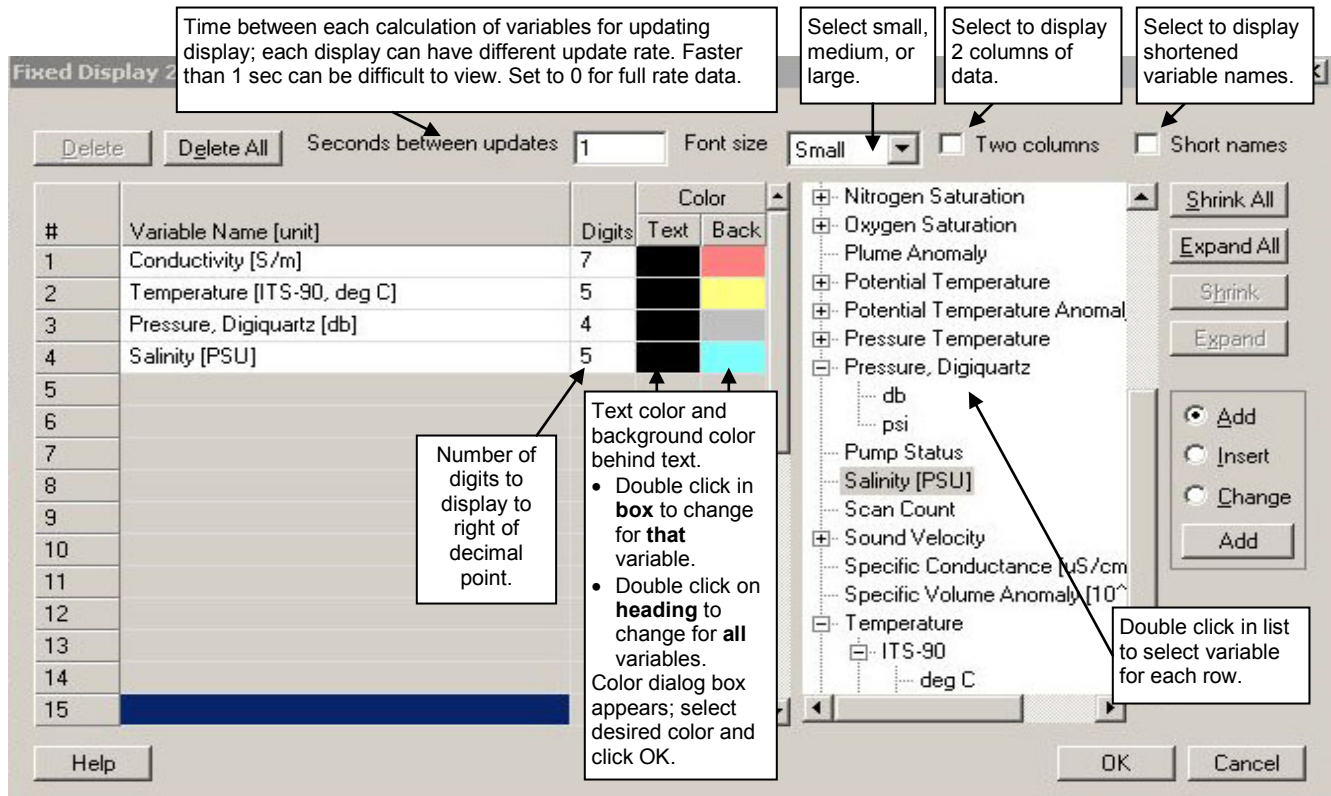 Time between each calculation of variables for updating
display; each display can have different update rate. Faster
than 1 sec can be difficult to view. Set to 0 for full rate data.
Select small,
medium, or
large.
Select to display
2 columns of
data.
Select to display
shortened
variable names.
Fixed Display 2
Delete
Delete All
Seconds between updates
1
Font size
Small
Two columns
Short names
# Variable Name [unit] Digits Color
Text Back
1 Conductivity [S/m] 7
2 Temperature [ITS-90, deg C] 5
3 Pressure, Digiquartz [db] 4
4 Salinity [PSU] 5
5
6
7
8
9
10
11
12
13
14
15
Number of
digits to
display to
right of
decimal
point.
Text color and
background color
behind text.
• Double click in
box to change
for that
variable.
• Double click on
heading to
change for all
variables.
Color dialog box
appears; select
desired color and
click OK.
Nitrogen Saturation
Oxygen Saturation
Plume Anomaly
Potential Temperature
Potential Temperature Anomal
Pressure Temperature
Pressure, Digiquartz
db
psi
Pump Status
Salinity [PSU]
Scan Count
Sound Velocity
Specific Conductance [uS/cm
Specific Volume Anomaly [10^
Temperature
ITS-90
deg C
Double click in list
to select variable
for each row.
Shrink All
Expand All
Shrink
Expand
Add
Insert
Change
Add
Help
OK
Cancel